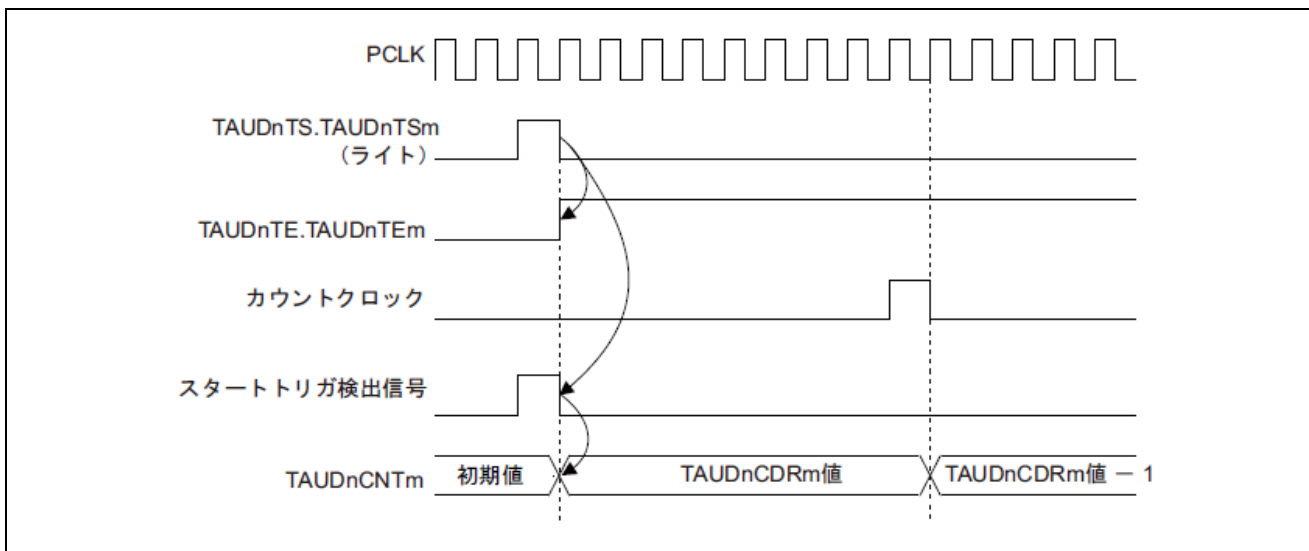 PCLK
TAUDnTS.TAUDnTSm
(ライト)
TAUDnTE.TAUDnTEm
カウントクロック
スタートトリガ検出信号
TAUDnCNTm
初期値
TAUDnCDRm値
TAUDnCDRm値 － 1